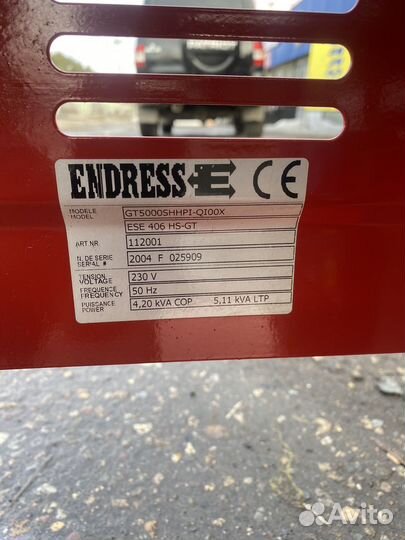 ENDRESS CE
MODELE
MODEL
GT5000SHHPI-QI00X
ESE 406 HS-GT
ART NR
112001
N. DE SERIE
SERIAL #
2004 F 025909
TENSION
VOLTAGE
230 V
FREQUENCE
FREQUENCY
50 Hz
PUISSANCE
POWER
4,20 kVA COP 5,11 kVA LTP
Avito